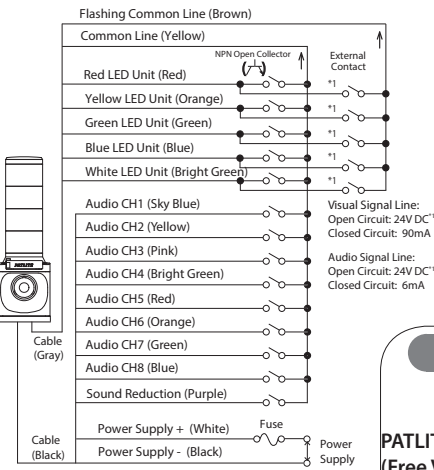 Flashing Common Line (Brown)
Common Line (Yellow)
NPN Open Collector
External
Contact
Red LED Unit (Red)
*1
Yellow LED Unit (Orange)
*1
Green LED Unit (Green)
*1
Blue LED Unit (Blue)
*1
White LED Unit (Bright Green)
*1
Visual Signal Line:
Open Circuit: 24V DC*1
Closed Circuit: 90mA
Audio Signal Line:
Open Circuit: 24V DC*1
Closed Circuit: 6mA
Audio CH1 (Sky Blue)
Audio CH2 (Yellow)
Audio CH3 (Pink)
Audio CH4 (Bright Green)
Audio CH5 (Red)
Audio CH6 (Orange)
Audio CH7 (Green)
Audio CH8 (Blue)
Sound Reduction (Purple)
PATLITE
Cable
(Gray)
Cable
(Black)
Power Supply + (White)
Fuse
Power Supply - (Black)
Power
Supply
PATLIT
(Free